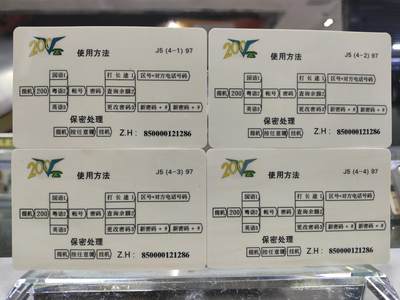 200
使用方法
J5 (4-1) 97
国语1
打长途1
区号+对方电话号码
摘机
200
粤语2
帐号
密码
查询余额2
英语3
更改密码3
新密码+#
新密码+#
保密处理
摘机
按任意键
挂机
Z.H: 850000121286
200
使用方法
J5 (4-2) 97
国语1
打长途1
区号+对方电话号码
摘机
200
粤语2
帐号
密码
查询余额2
英语3
更改密码3
新密码+#
新密码+#
保密处理
摘机
按任意键
挂机
Z.H: 850000121286
200
使用方法
J5 (4-3) 97
国语1
打长途1
区号+对方电话号码
摘机
200
粤语2
帐号
密码
查询余额2
英语3
更改密码3
新密码+#
新密码+#
保密处理
摘机
按任意键
挂机
Z.H: 850000121286
200
使用方法
J5 (4-4) 97
国语1
打长途1
区号+对方电话号码
摘机
200
粤语2
帐号
密码
查询余额2
英语3
更改密码3
新密码+#
新密码+#
保密处理
摘机
按任意键
挂机
Z.H: 850000121286